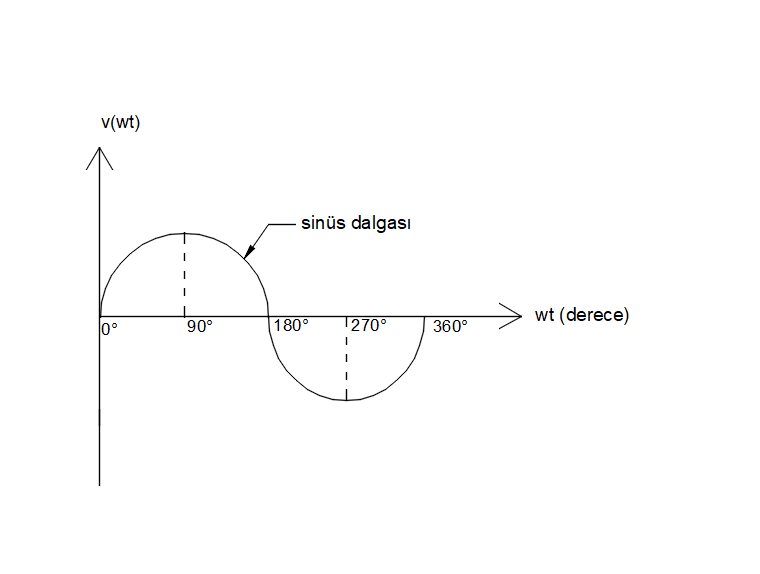 v(wt)
sinüs dalgası
wt (derece)
0°
90°
180°
270°
360°